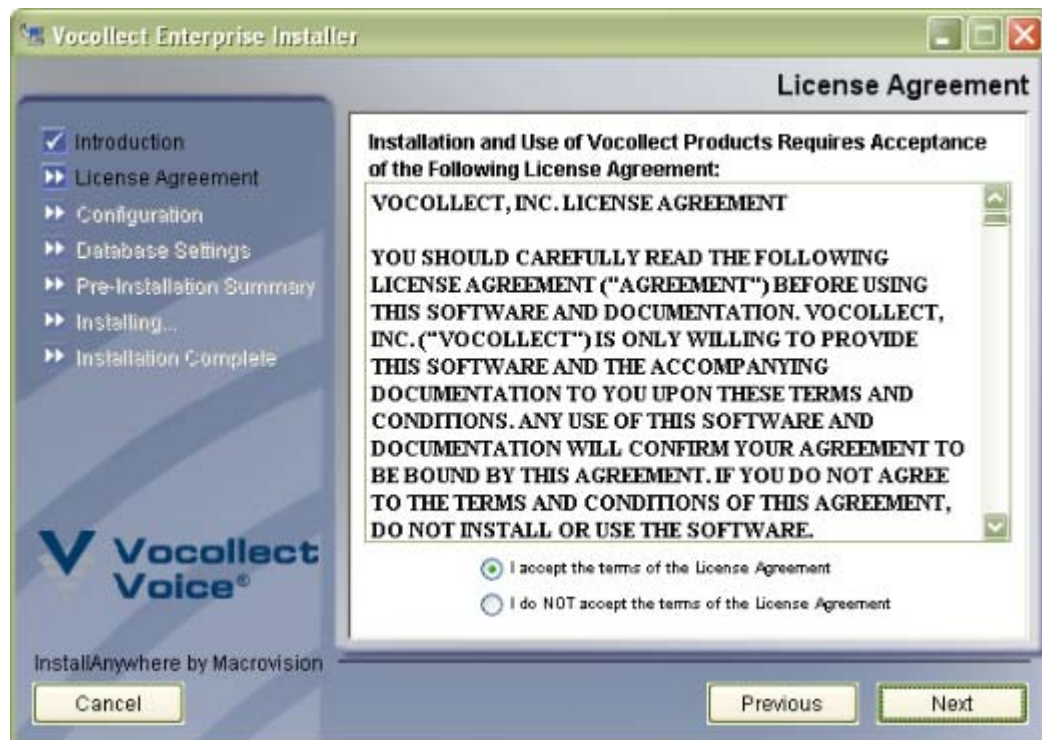 Vocollect Enterprise Installer
License Agreement
Introduction
License Agreement
Configuration
Database Settings
Pre-Installation Summary
Installing...
Installation Complete
Installation and Use of Vocollect Products Requires Acceptance
of the Following License Agreement:
VOCOLLECT, INC. LICENSE AGREEMENT
YOU SHOULD CAREFULLY READ THE FOLLOWING
LICENSE AGREEMENT ("AGREEMENT") BEFORE USING
THIS SOFTWARE AND DOCUMENTATION. VOCOLLECT,
INC. ("VOCOLLECT") IS ONLY WILLING TO PROVIDE
THIS SOFTWARE AND THE ACCOMPANYING
DOCUMENTATION TO YOU UPON THESE TERMS AND
CONDITIONS. ANY USE OF THIS SOFTWARE AND
DOCUMENTATION WILL CONFIRM YOUR AGREEMENT TO
BE BOUND BY THIS AGREEMENT. IF YOU DO NOT AGREE
TO THE TERMS AND CONDITIONS OF THIS AGREEMENT,
DO NOT INSTALL OR USE THE SOFTWARE.
I accept the terms of the License Agreement
I do NOT accept the terms of the License Agreement
Vocollect
Voice®
InstallAnywhere by Macrovision
Cancel
Previous
Next